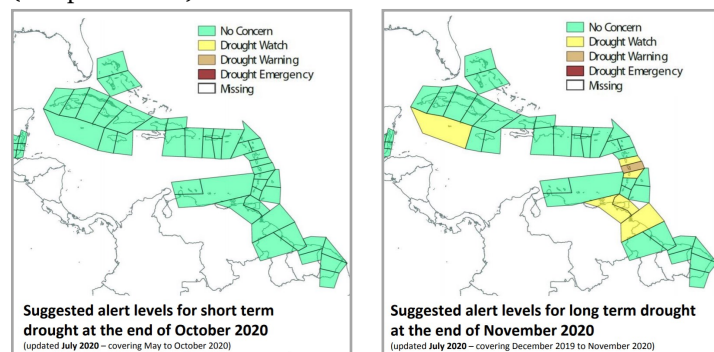 No Concern
Drought Watch
Drought Warning
Drought Emergency
Missing
Suggested alert levels for short term
drought at the end of October 2020
(updated July 2020 – covering May to October 2020)
No Concern
Drought Watch
Drought Warning
Drought Emergency
Missing
Suggested alert levels for long term drought
at the end of November 2020
(updated July 2020 – covering December 2019 to November 2020)